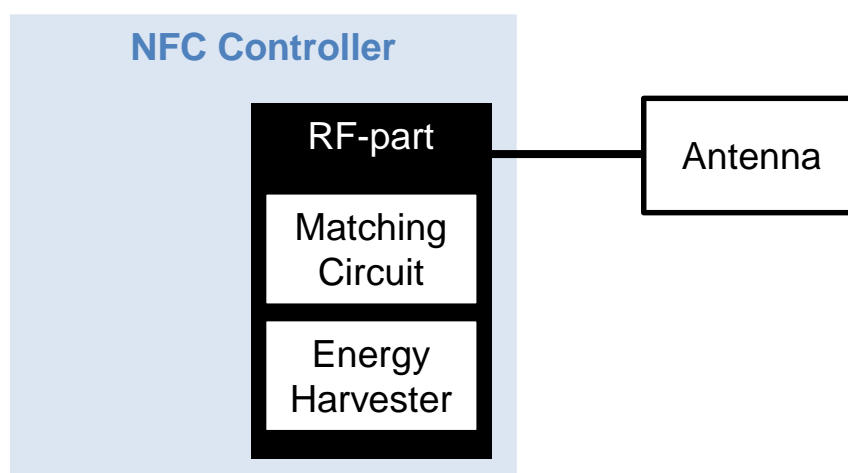 NFC Controller
RF-part
Antenna
Matching
Circuit
Energy
Harvester